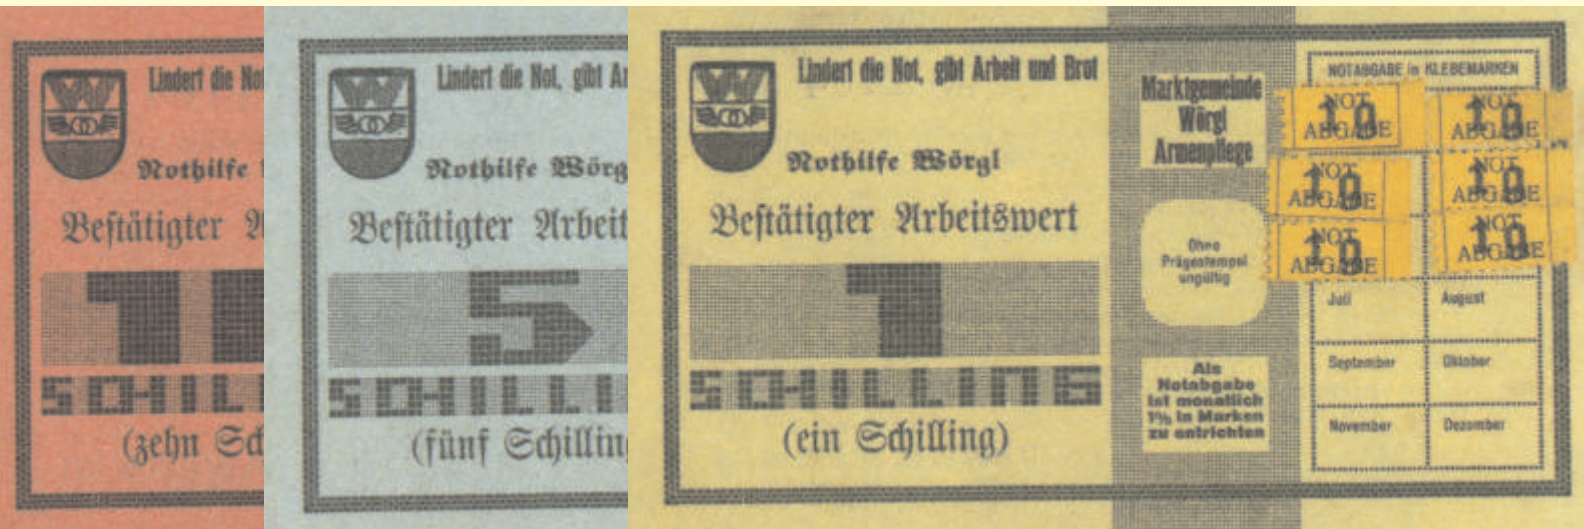 Lindert die Not
Nothilfe
Bestätigter A
1
SCHILL
(zehn Sch
Lindert die Not, gibt Ar
Nothilfe Wörg
Bestätigter Arbeit
5
SCHILLI
(fünf Schilling
Lindert die Not, gibt Arbeit und Brot
Nothilfe Wörgl
Bestätigter Arbeitswert
1
SCHILLING
(ein Schilling)
Marktgemeinde
Wörgl
Armenpflege
Ohne
Prägestempel
ungültig
Als
Notabgabe
ist monatlich
1% in Marken
zu entrichten
NOTABGABE in KLEBEMARKEN
NOT
10
ABGABE
NOT
10
ABGABE
NOT
10
ABGABE
NOT
10
ABGABE
NOT
10
ABGABE
NOT
10
ABGABE
Juli
August
September
Oktober
November
Dezember